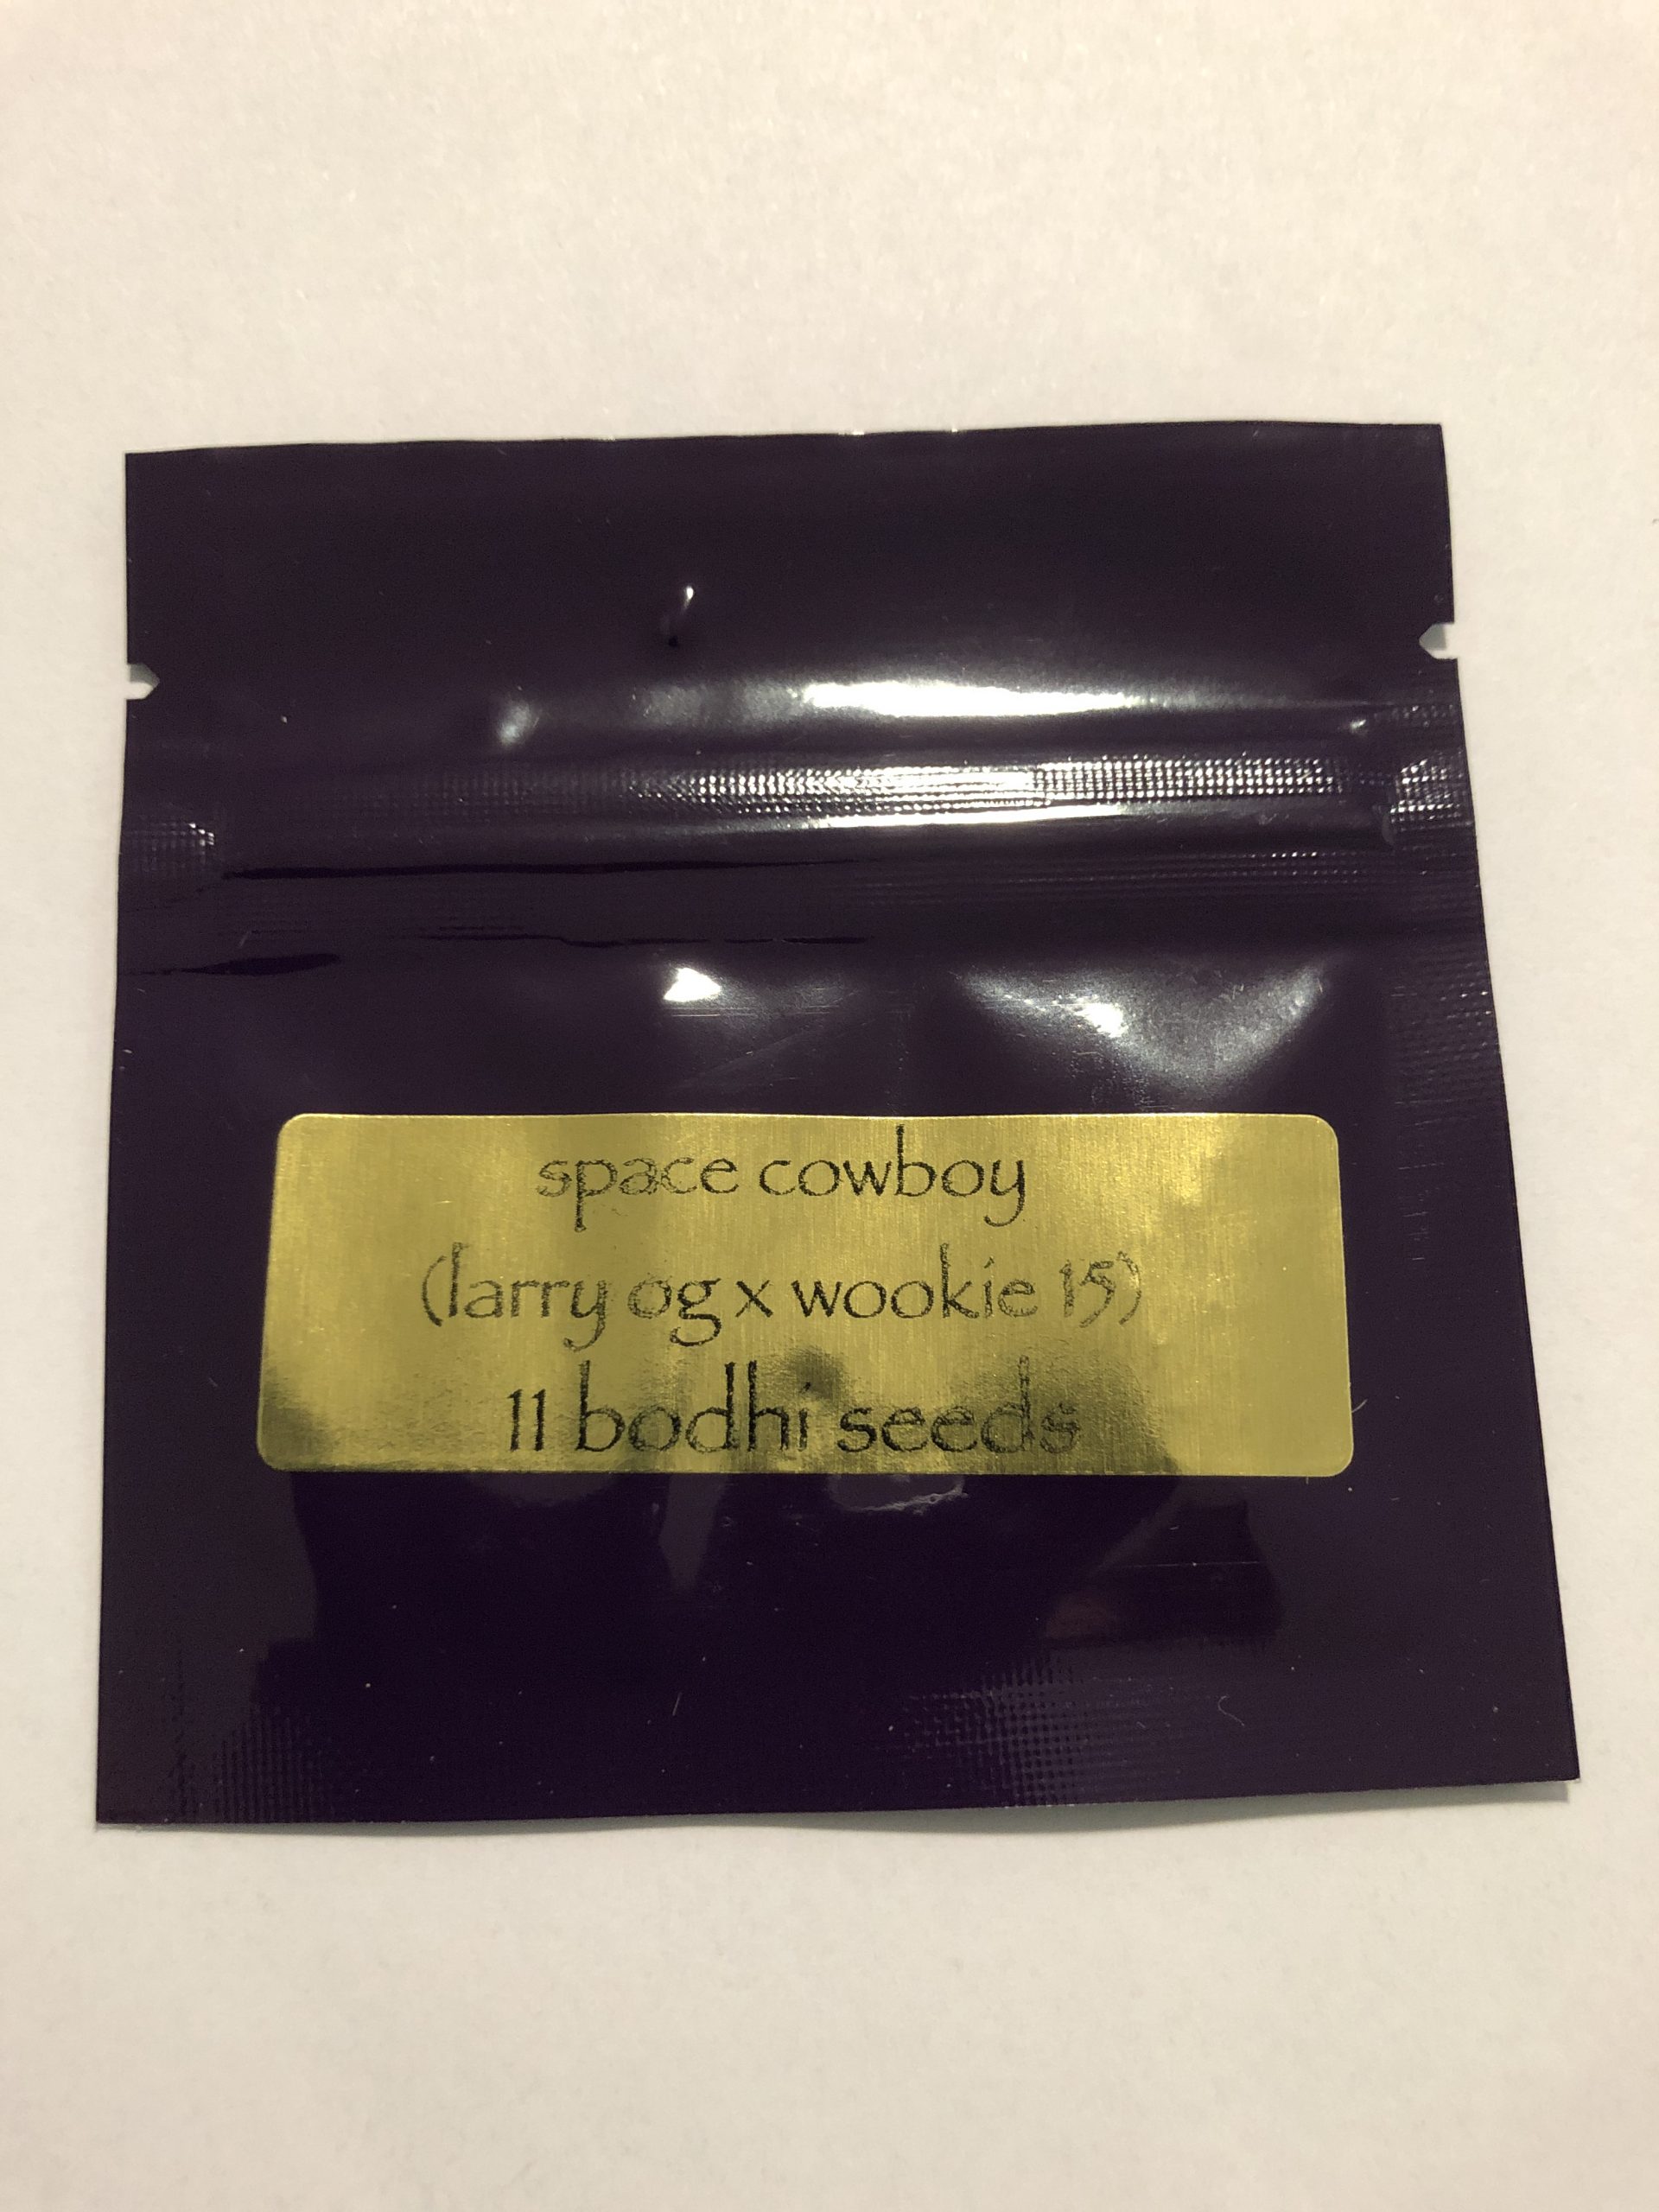 space cowboy
(larry og x wookie 15)
11 bodhi seeds